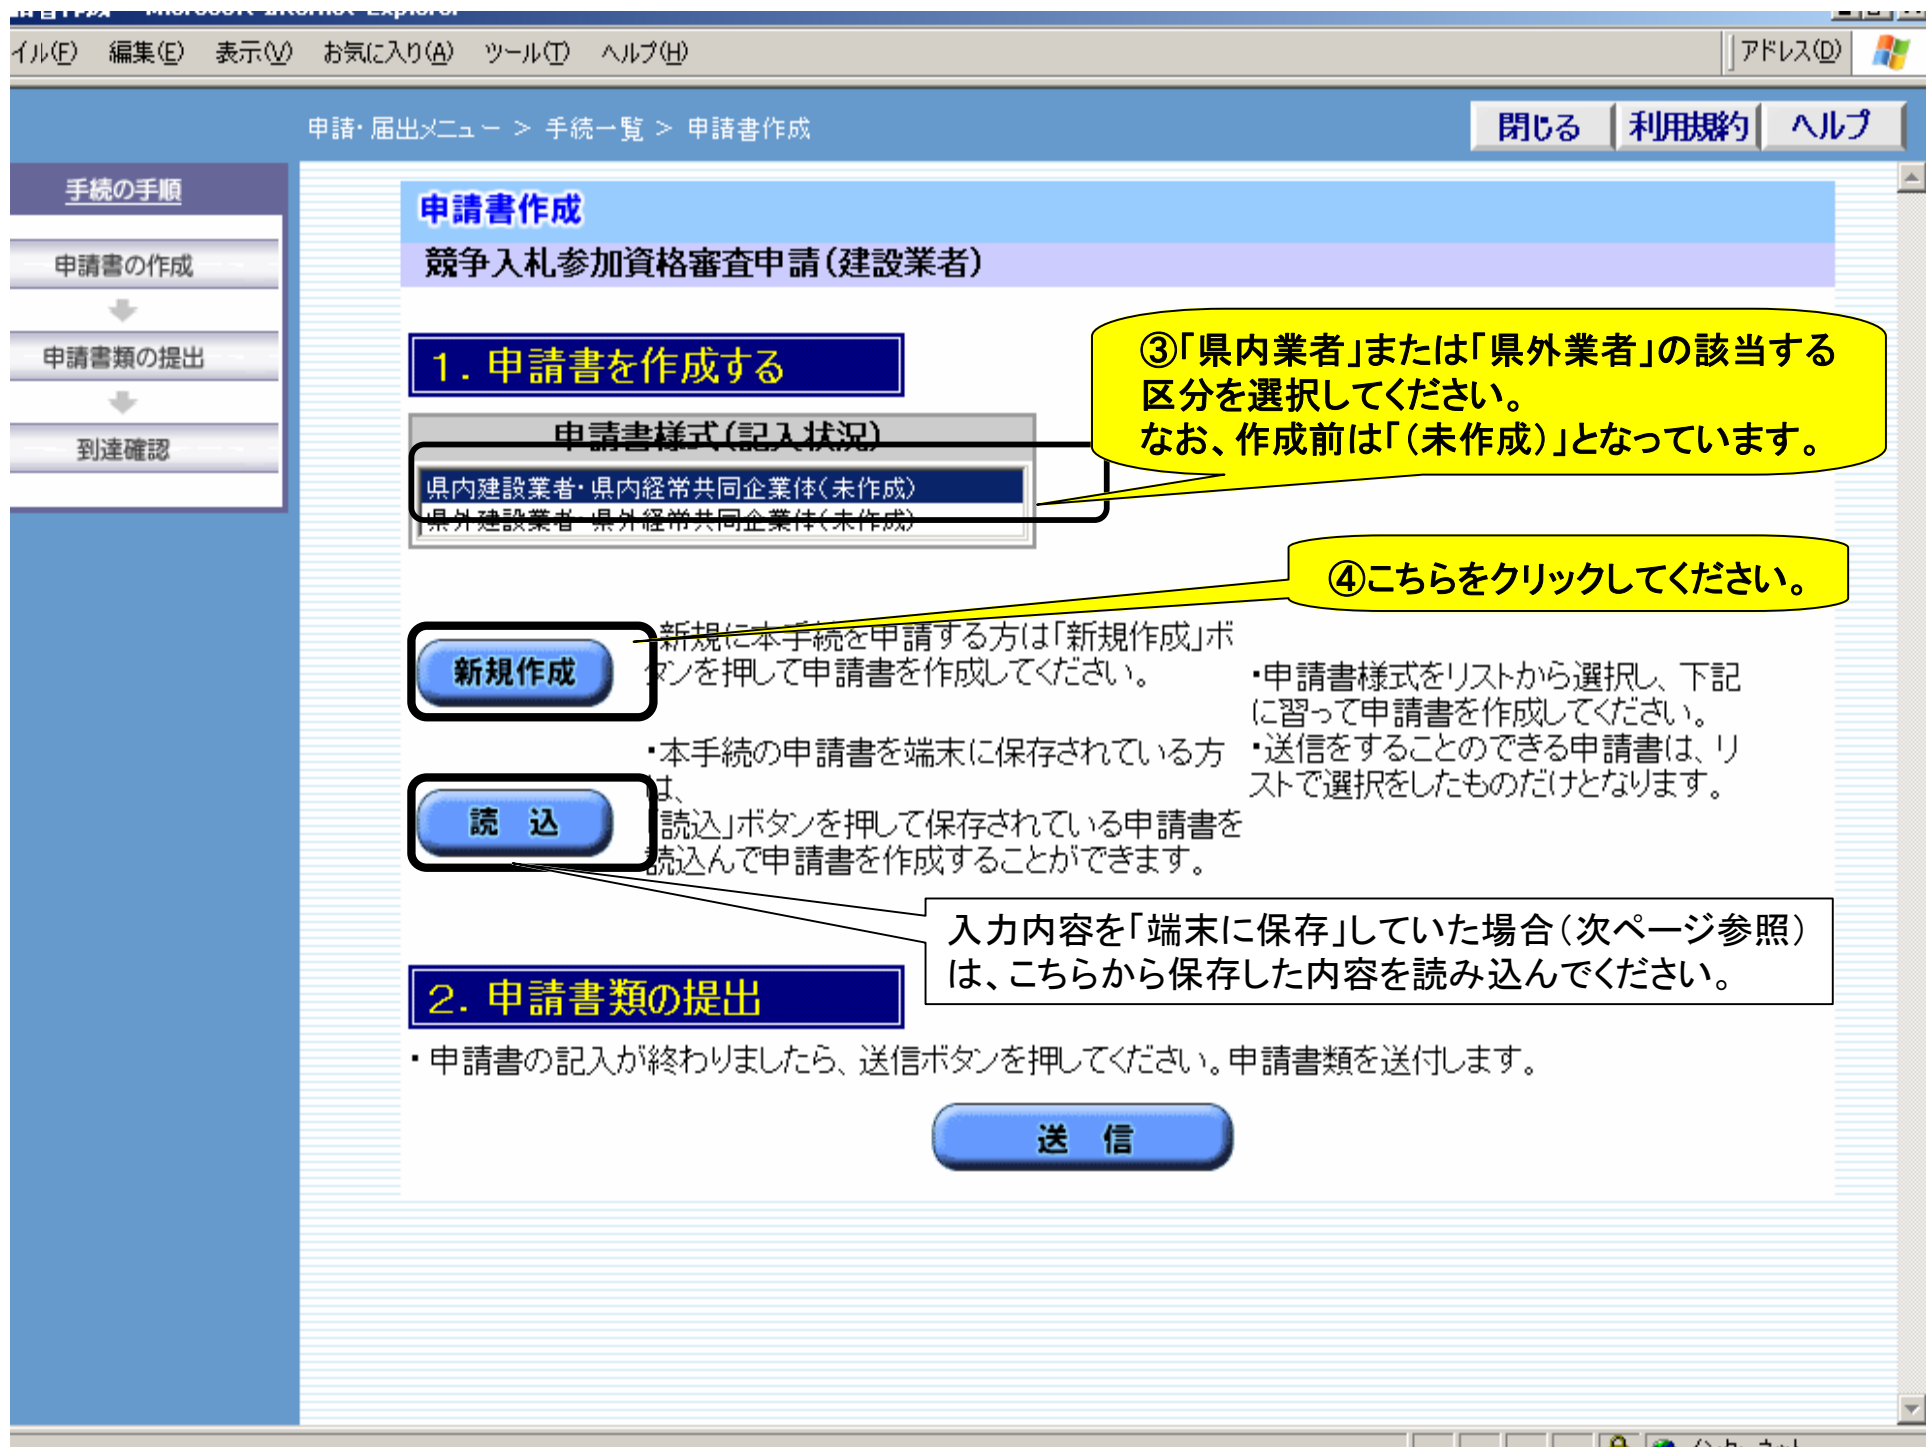 イル(F) 編集(E) 表示(V) お気に入り(A) ツール(T) ヘルプ(H) アドレス(D)
申請・届出メニュー > 手続一覧 > 申請書作成
閉じる 利用規約 ヘルプ
手続の手順
申請書の作成
申請書類の提出
到達確認
申請書作成
競争入札参加資格審査申請(建設業者)
1. 申請書を作成する
③「県内業者」または「県外業者」の該当する
区分を選択してください。
なお、作成前は「(未作成)」となっています。
申請書様式(記入状況)
県内建設業者・県内経常共同企業体(未作成)
県外建設業者・県外経常共同企業体(未作成)
④こちらをクリックしてください。
新規作成
新規に本手続を申請する方は「新規作成」ボ
タンを押して申請書を作成してください。
・本手続の申請書を端末に保存されている方
は、
「読込」ボタンを押して保存されている申請書を
読込んで申請書を作成することができます。
読 込
・申請書様式をリストから選択し、下記
に習って申請書を作成してください。
・送信をすることのできる申請書は、リ
ストで選択をしたものだけとなります。
入力内容を「端末に保存」していた場合(次ページ参照)
は、こちらから保存した内容を読み込んでください。
2. 申請書類の提出
・申請書の記入が終わりましたら、送信ボタンを押してください。申請書類を送付します。
送 信